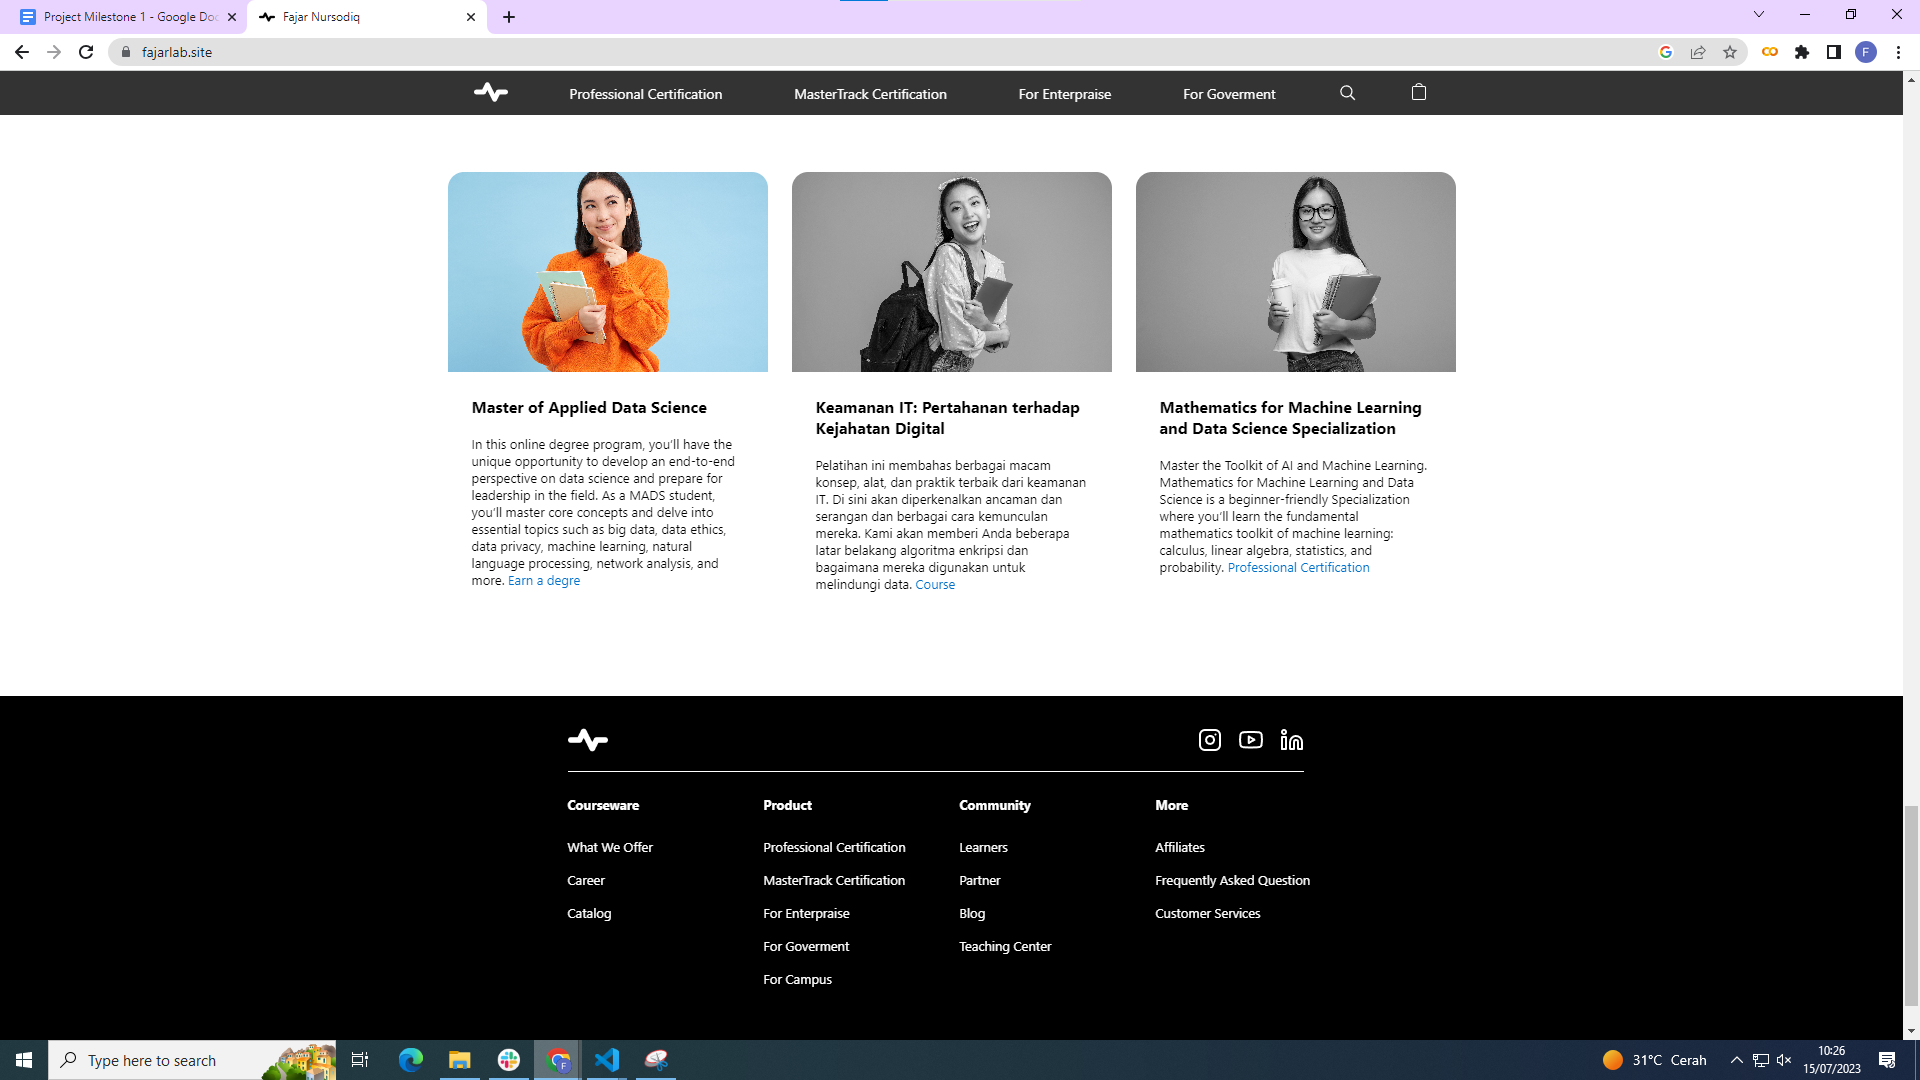 Project Milestone 1 - Google Doc
Fajar Nursodiq
fajarlab.site
F
Professional Certification
MasterTrack Certification
For Enterpraise
For Goverment
Master of Applied Data Science
In this online degree program, you'll have the
unique opportunity to develop an end-to-end
perspective on data science and prepare for
leadership in the field. As a MADS student,
you'll master core concepts and delve into
essential topics such as big data, data ethics,
data privacy, machine learning, natural
language processing, network analysis, and
more. Earn a degre
Keamanan IT: Pertahanan terhadap
Kejahatan Digital
Pelatihan ini membahas berbagai macam
konsep, alat, dan praktik terbaik dari keamanan
IT. Di sini akan diperkenalkan ancaman dan
serangan dan berbagai cara kemunculan
mereka. Kami akan memberi Anda beberapa
latar belakang algoritma enkripsi dan
bagaimana mereka digunakan untuk
melindungi data. Course
Mathematics for Machine Learning
and Data Science Specialization
Master the Toolkit of AI and Machine Learning.
Mathematics for Machine Learning and Data
Science is a beginner-friendly Specialization
where you'll learn the fundamental
mathematics toolkit of machine learning:
calculus, linear algebra, statistics, and
probability. Professional Certification
Courseware
What We Offer
Career
Catalog
Product
Professional Certification
MasterTrack Certification
For Enterpraise
For Goverment
For Campus
Community
Learners
Partner
Blog
Teaching Center
More
Affiliates
Frequently Asked Question
Customer Services
Type here to search
31°C Cerah
10:26
15/07/2023